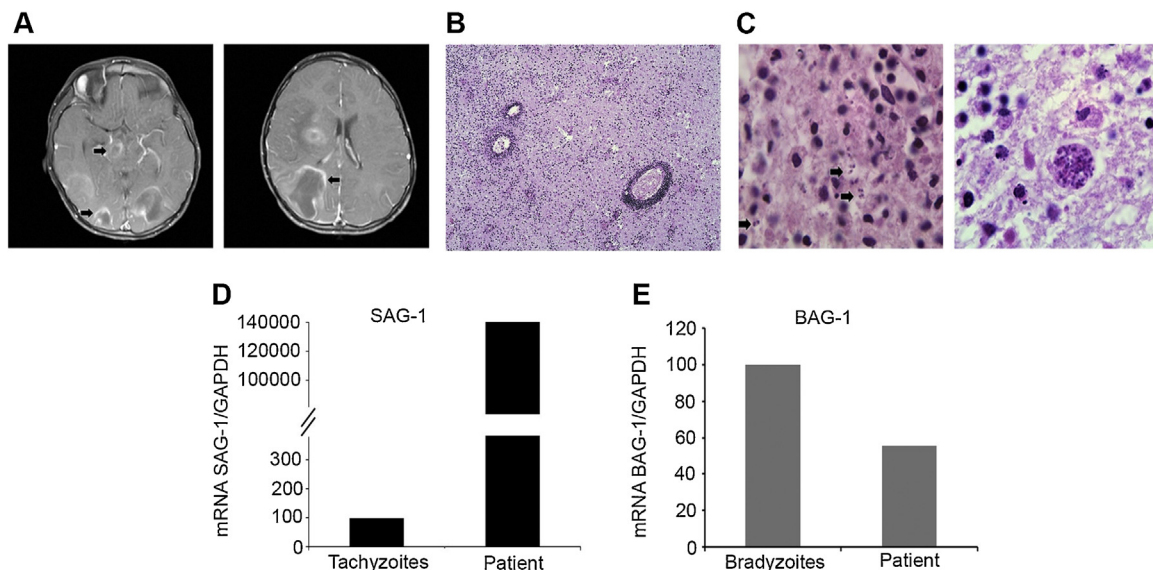 A
B
C
D
SAG-1
mRNA SAG-1/GAPDH
140000
120000
100000
300
200
100
0
Tachyzoites
Patient
E
BAG-1
mRNA BAG-1/GAPDH
120
100
80
60
40
20
0
Bradyzoites
Patient